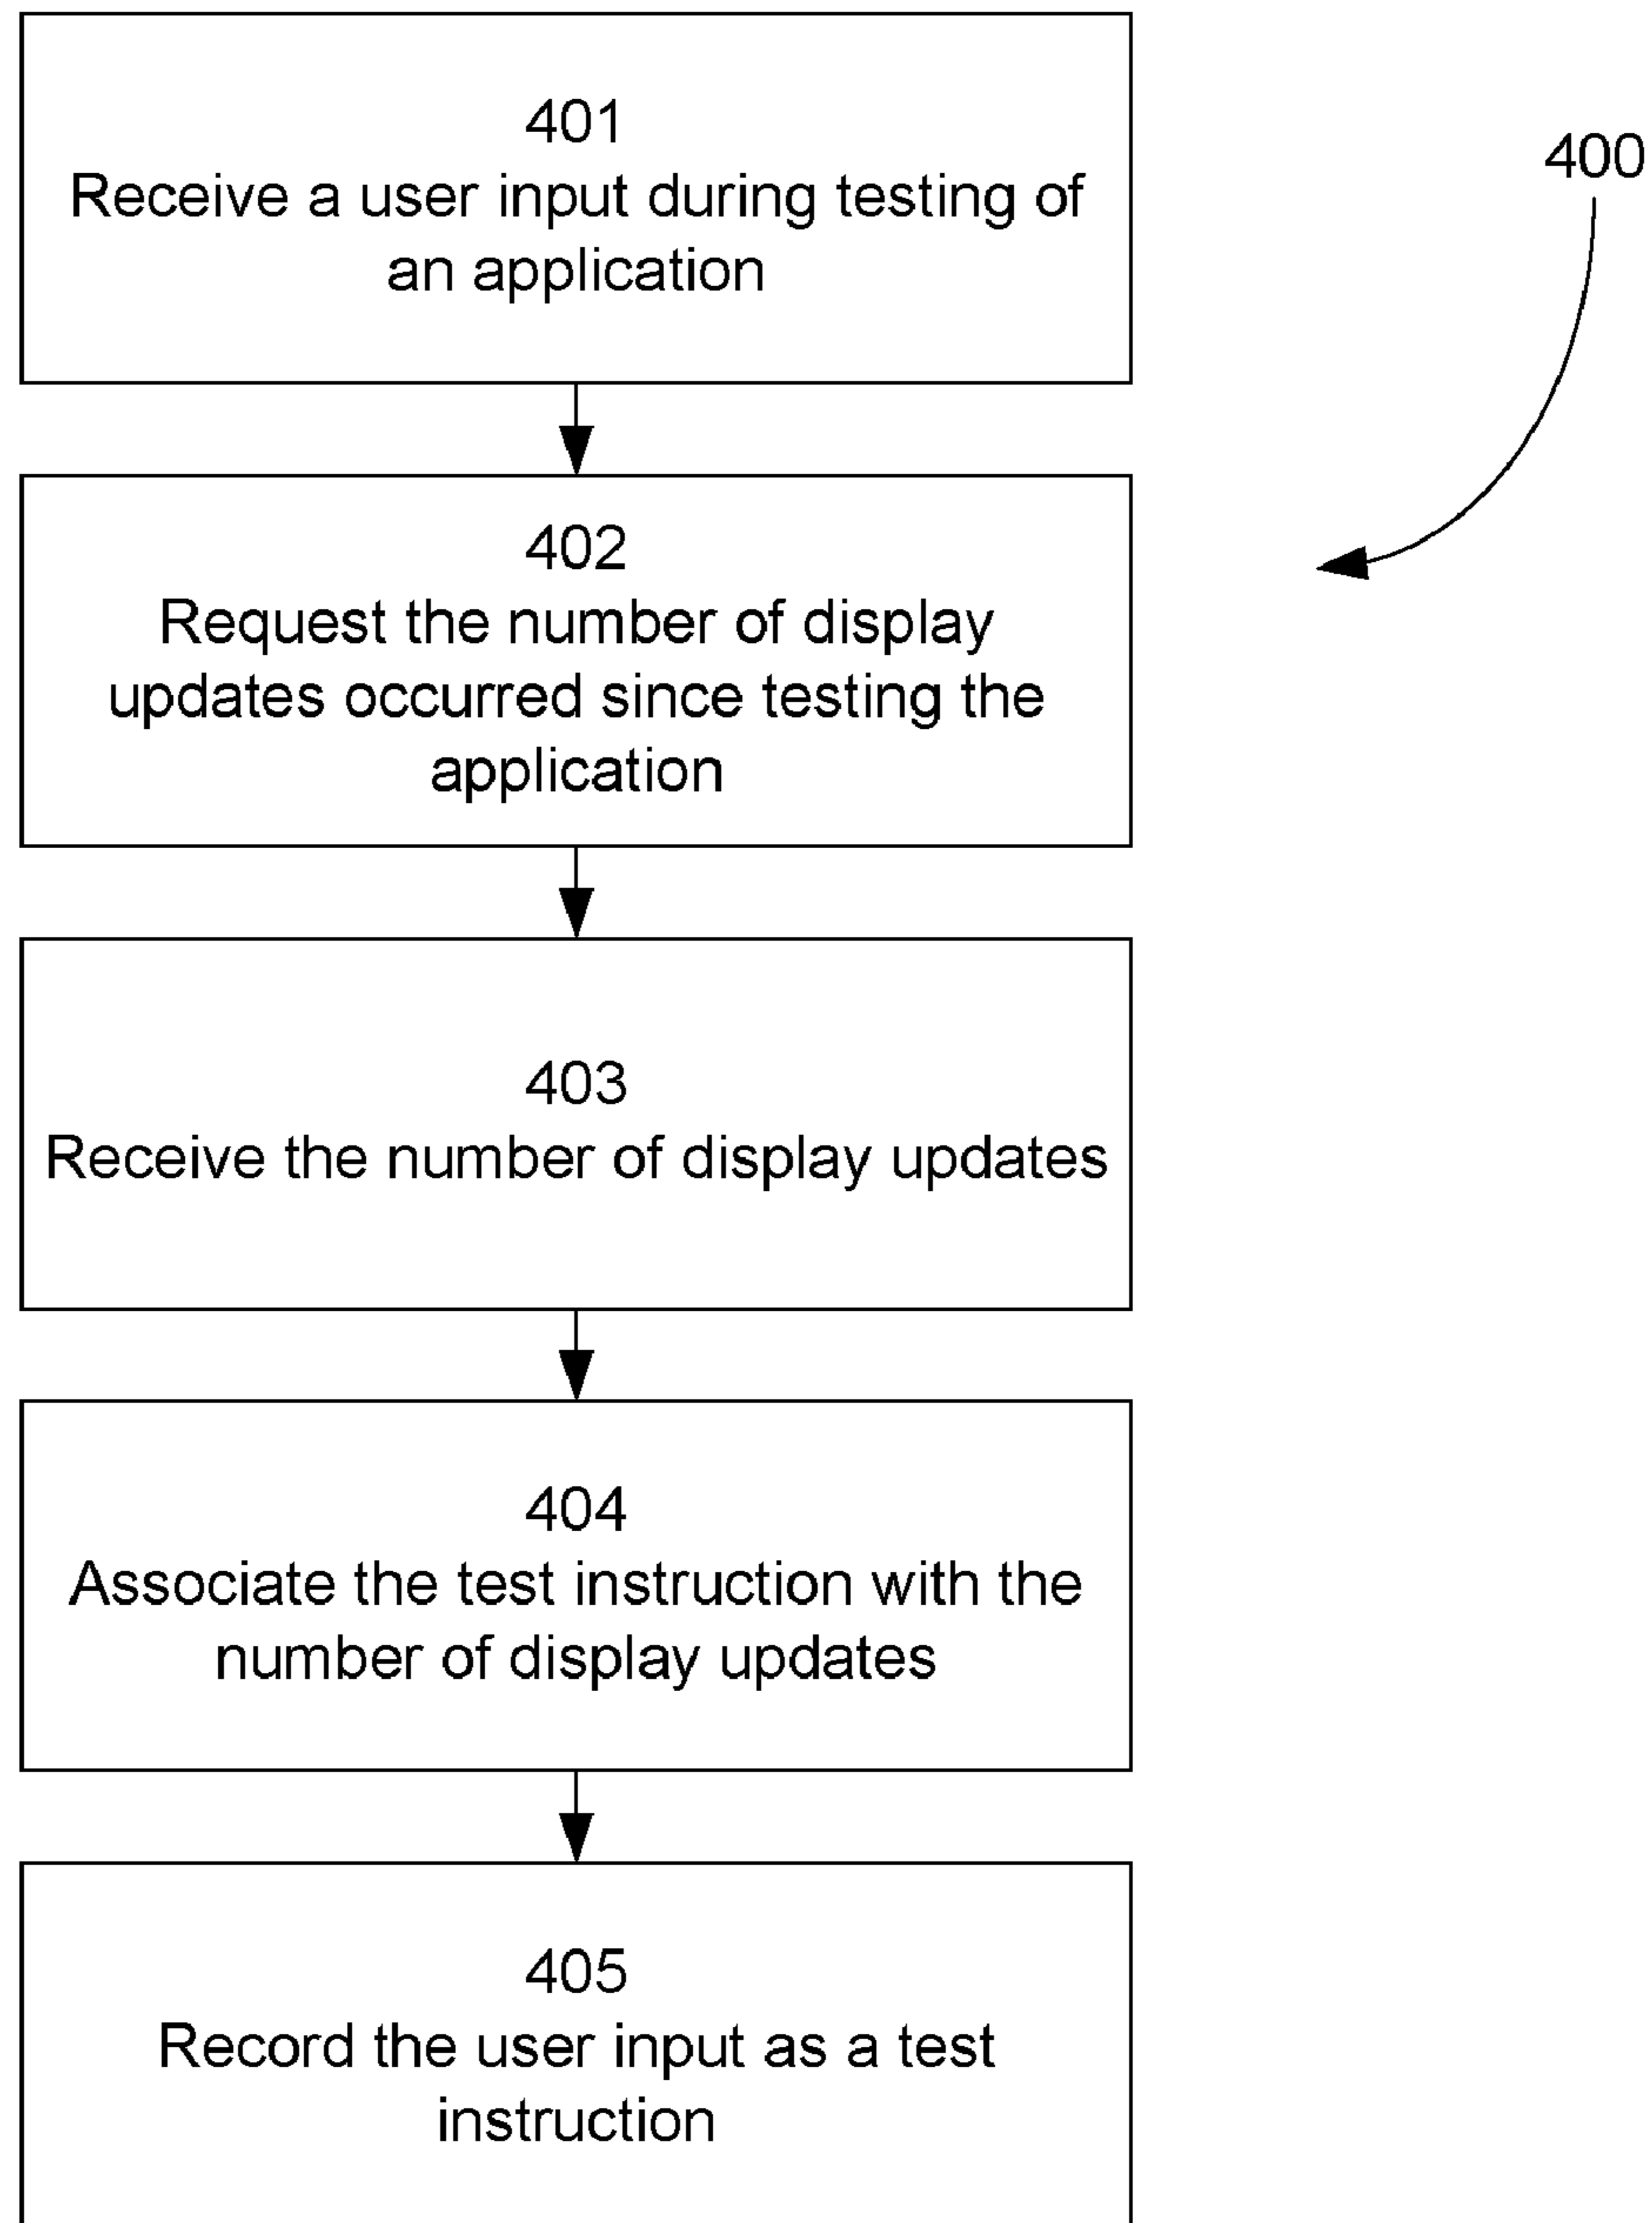 401
Receive a user input during testing of
an application
400
402
Request the number of display
updates occurred since testing the
application
403
Receive the number of display updates
404
Associate the test instruction with the
number of display updates
405
Record the user input as a test
instruction